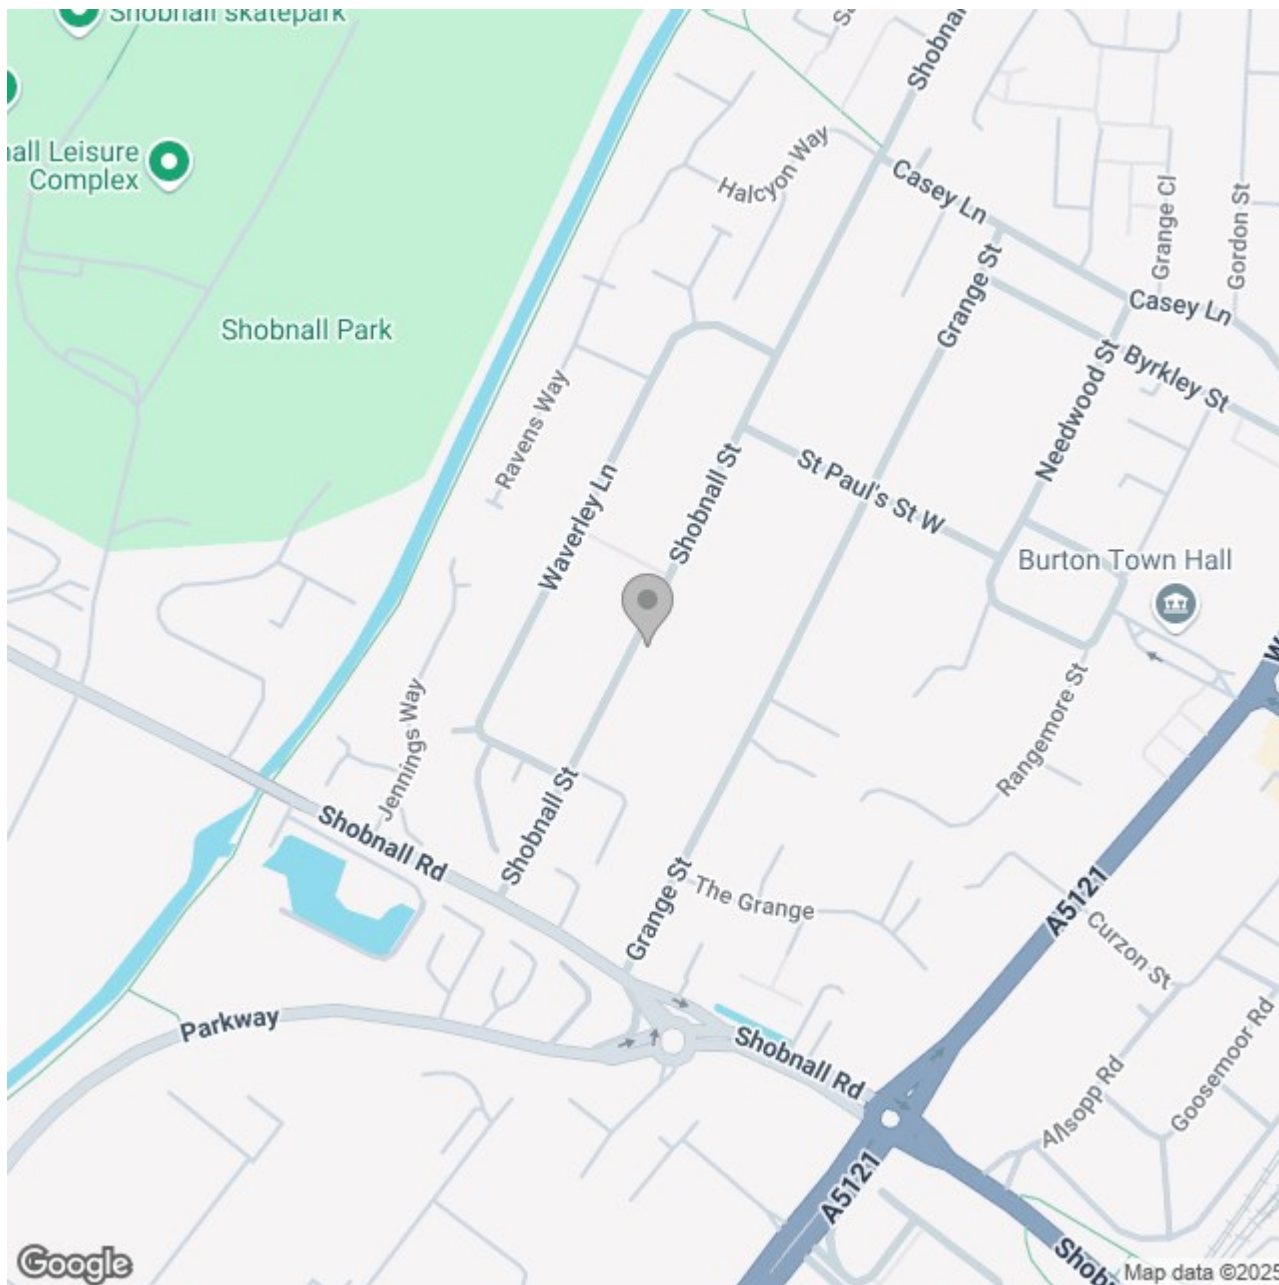 Shobnall skatepark
nall Leisure
Complex
Shobnall Park
Halcyon Way
Shobnal
Casey Ln
Grange Cl
Gordon St
Casey Ln
Grange St
Byrkley St
Needwood St
Ravens Way
Waverley Ln
Shobnall St
St Paul's St W
Burton Town Hall
Jennings Way
Rangemore St
Shobnall St
Shobnall Rd
Grange St
The Grange
A5121
Curzon St
Parkway
Shobnall Rd
Allsopp Rd
Goosemoor Rd
A5121
Shobn
Google
Map data ©2025